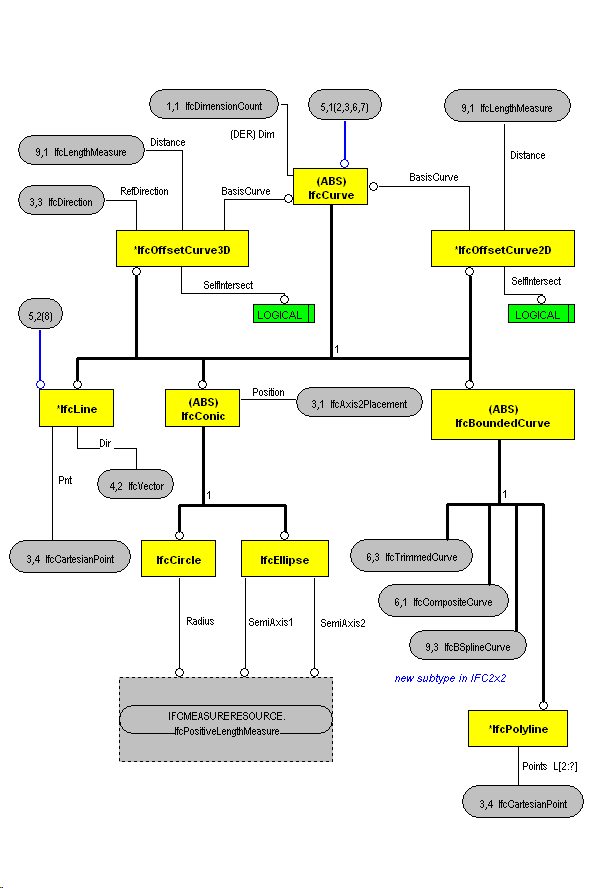 1,1 IfcDimensionCount
5,1(2,3,6,7)
9,1 IfcLengthMeasure
(DER) Dim
Distance
9,1 IfcLengthMeasure
Distance
(ABS)
IfcCurve
BasisCurve
RefDirection
BasisCurve
3,3 IfcDirection
*IfcOffsetCurve3D
*IfcOffsetCurve2D
SelfIntersect
SelfIntersect
5,2(8)
LOGICAL
LOGICAL
1
*IfcLine
(ABS)
IfcConic
Position
3,1 IfcAxis2Placement
(ABS)
IfcBoundedCurve
Dir
Pnt
4,2 IfcVector
1
1
3,4 IfcCartesianPoint
IfcCircle
IfcEllipse
6,3 IfcTrimmedCurve
6,1 IfcCompositeCurve
Radius
SemiAxis1
SemiAxis2
9,3 IfcBSplineCurve
new subtype in IFC2x2
IFCMEASURERESOURCE.
IfcPositiveLengthMeasure
*IfcPolyline
Points L[2:?]
3,4 IfcCartesianPoint